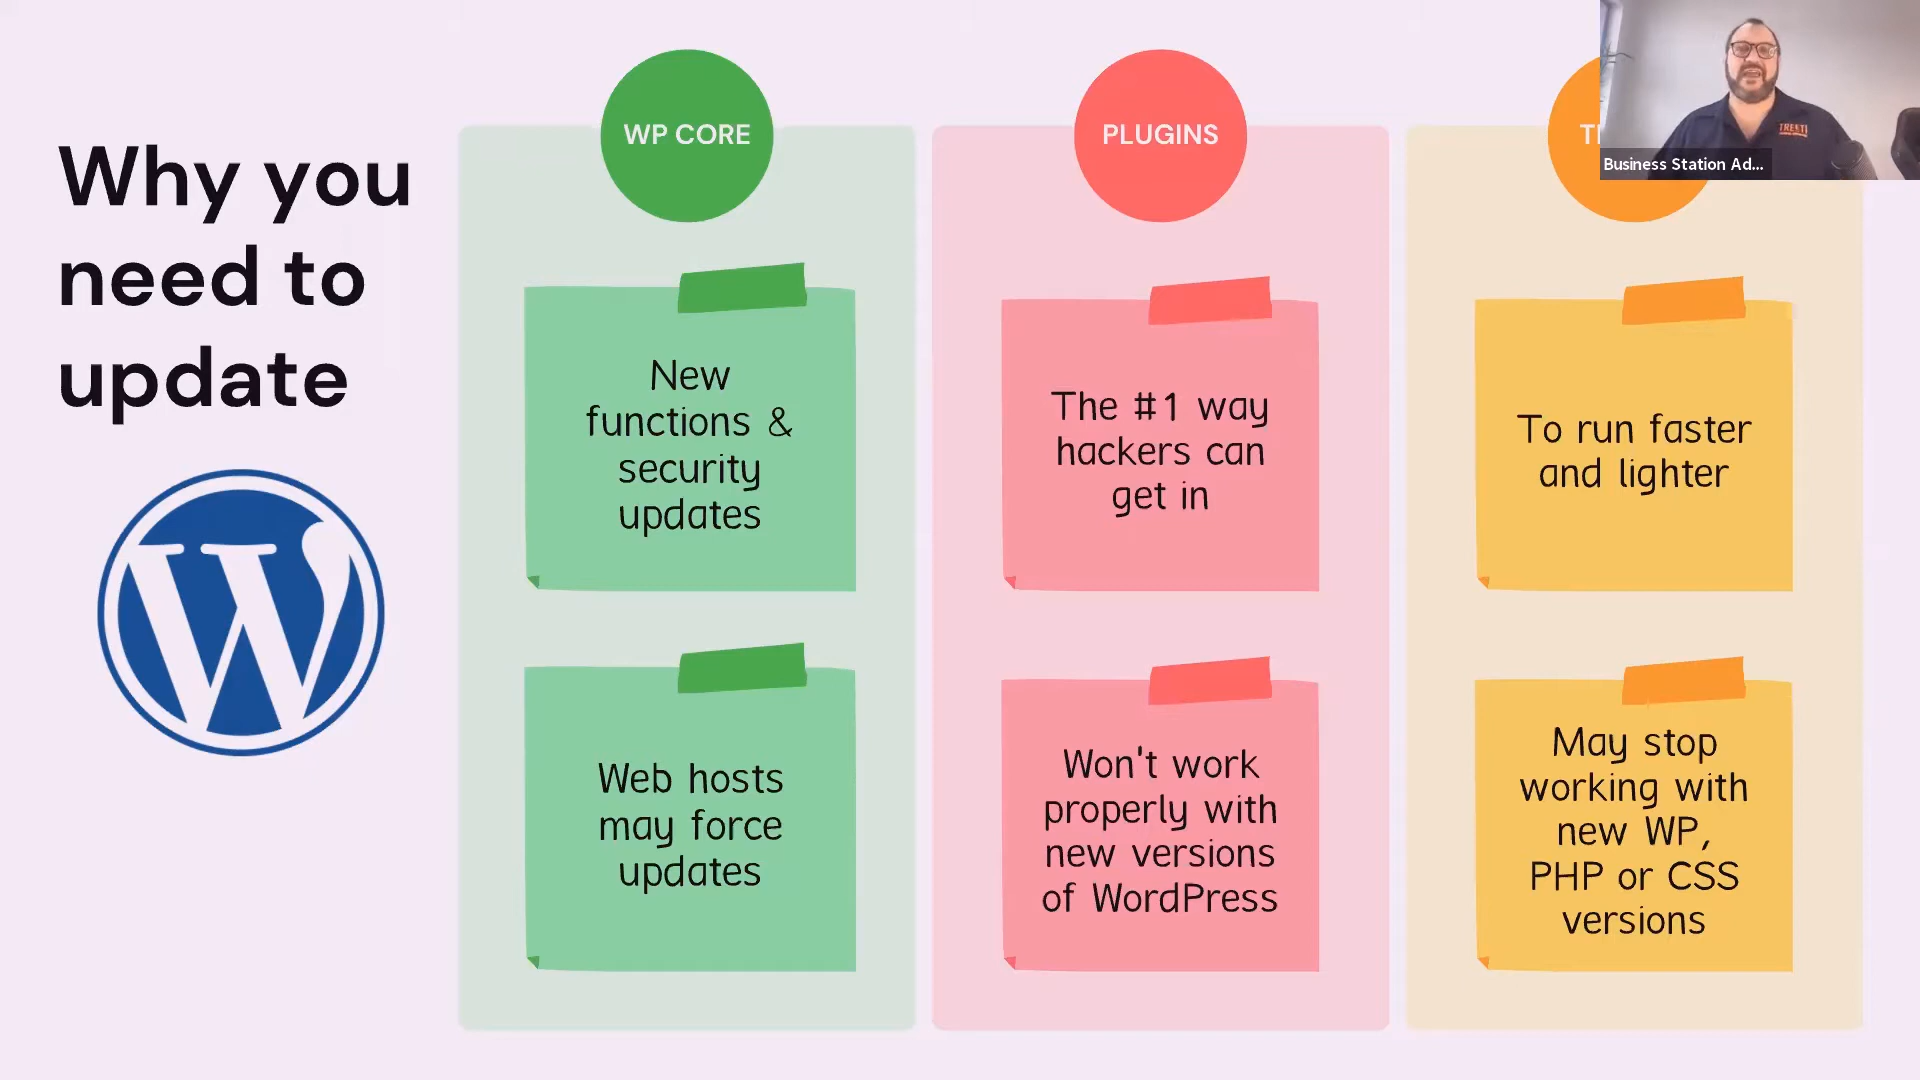 Why you
need to
update
WP CORE
New
functions &
security
updates
Web hosts
may force
updates
PLUGINS
The #1 way
hackers can
get in
Won't work
properly with
new versions
of WordPress
To run faster
and lighter
May stop
working with
new WP,
PHP or CSS
versions
Business Station Ad...